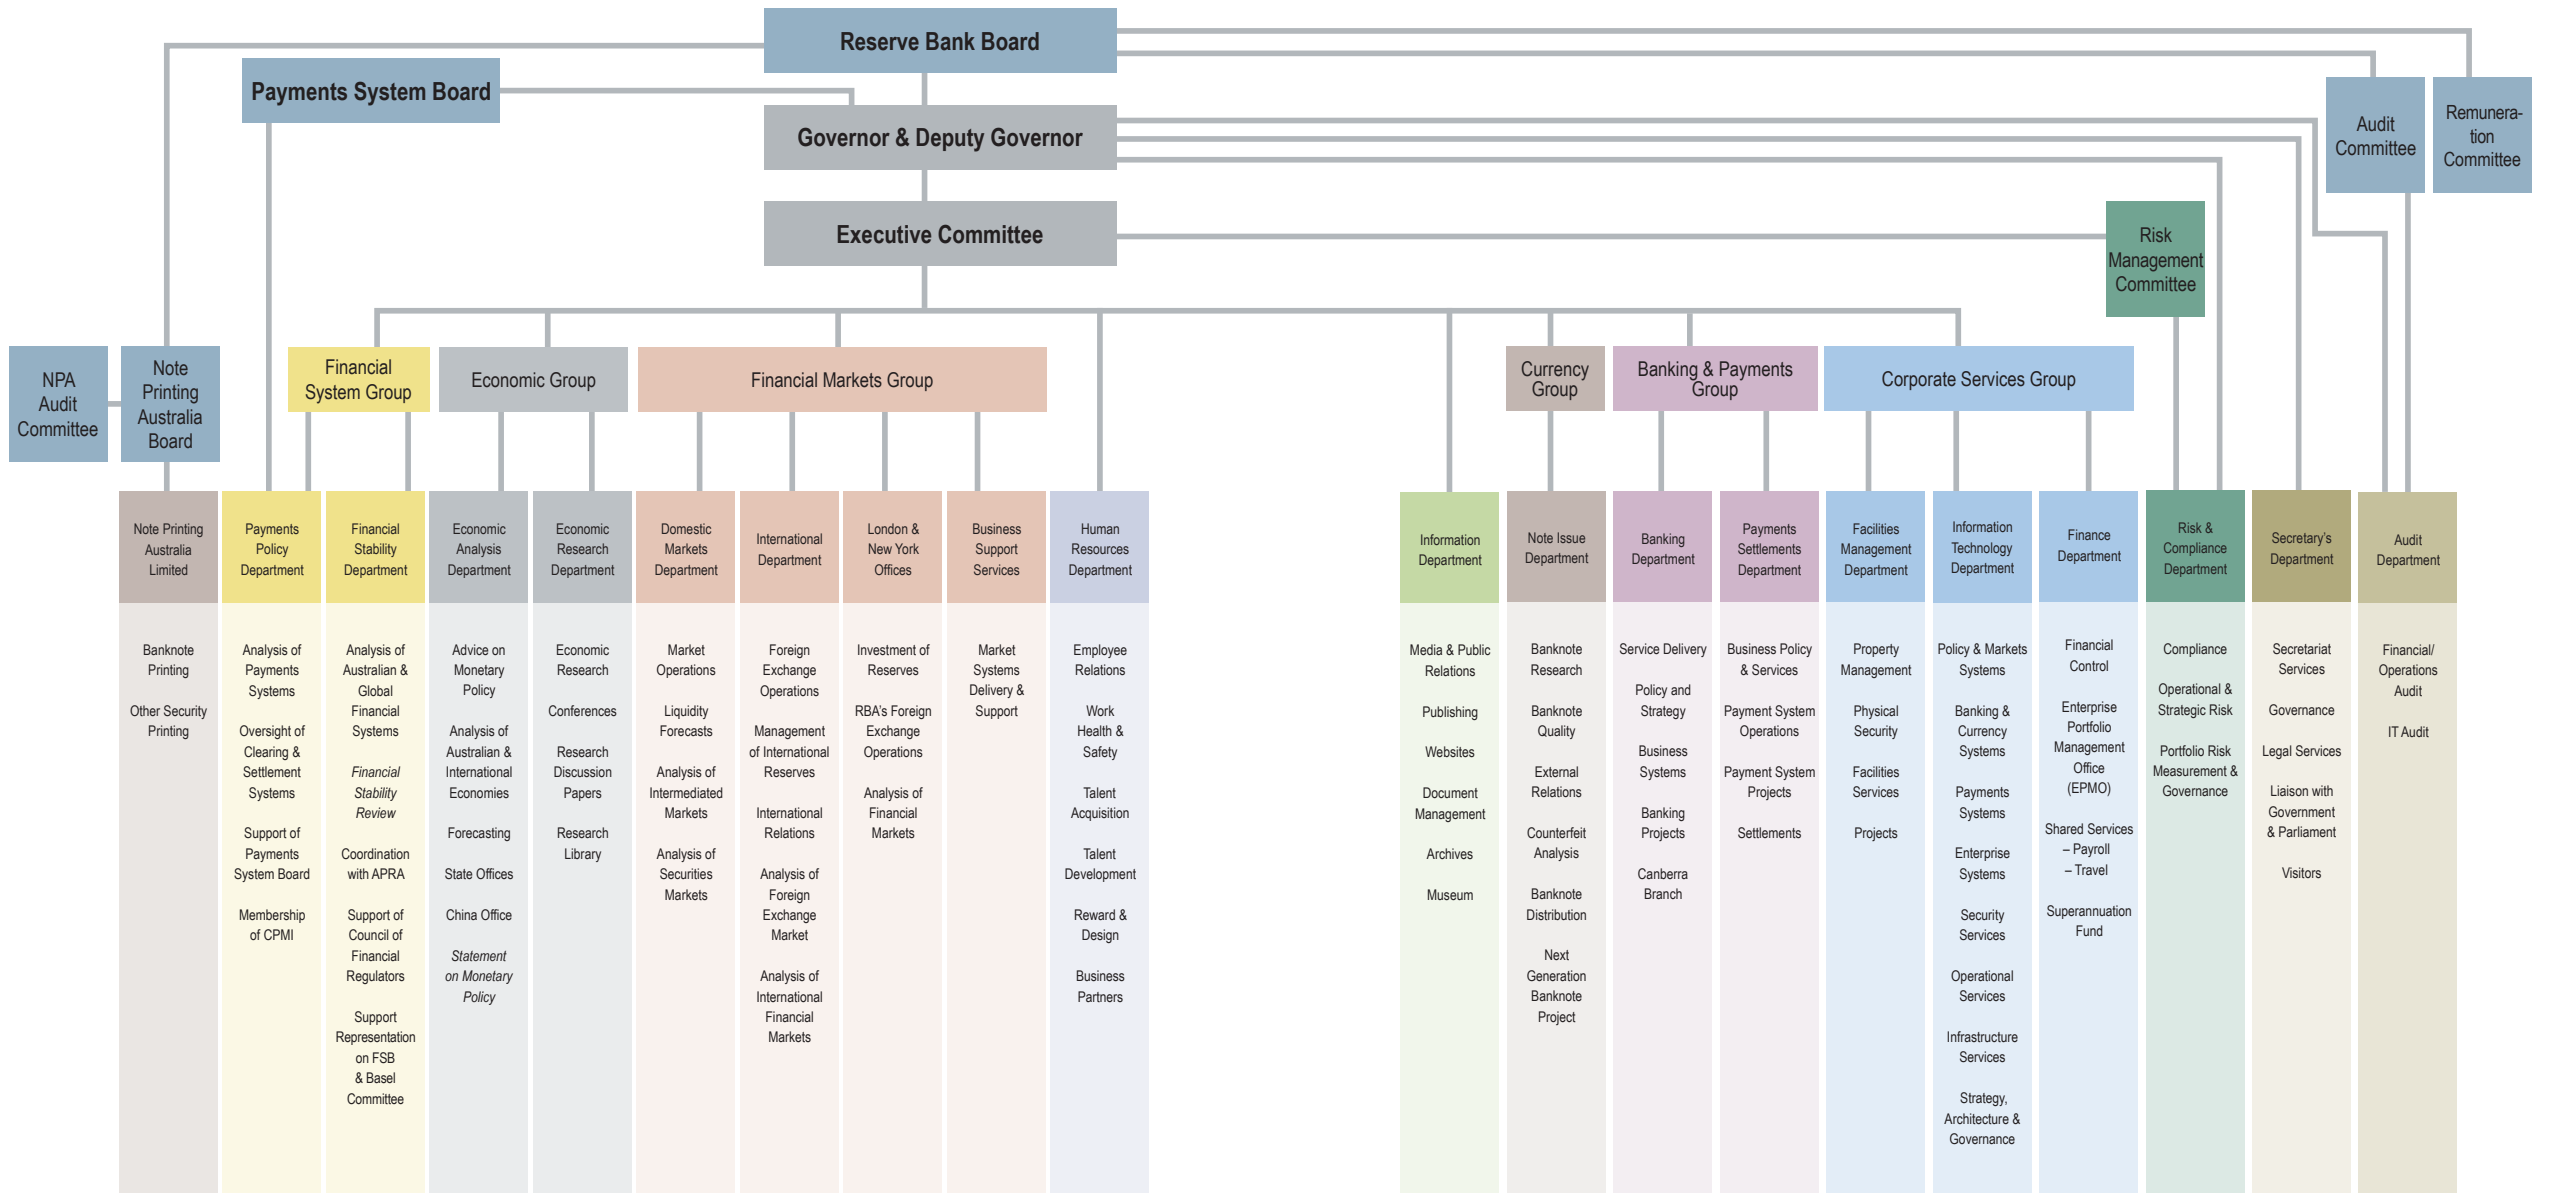 Reserve Bank Board
Payments System Board
Governor & Deputy Governor
Audit
Committee
Remunera-
tion
Committee
Executive Committee
Risk
Management
Committee
NPA
Audit
Committee
Note
Printing
Australia
Board
Financial
System Group
Economic Group
Financial Markets Group
Currency
Group
Banking & Payments
Group
Corporate Services Group
Note Printing
Australia
Limited
Payments
Policy
Department
Financial
Stability
Department
Economic
Analysis
Department
Economic
Research
Department
Domestic
Markets
Department
International
Department
London &
New York
Offices
Business
Support
Services
Human
Resources
Department
Information
Department
Note Issue
Department
Banking
Department
Payments
Settlements
Department
Facilities
Management
Department
Information
Technology
Department
Finance
Department
Risk &
Compliance
Department
Secretary's
Department
Audit
Department
Banknote
Printing
Other Security
Printing
Analysis of
Payments
Systems
Oversight of
Clearing &
Settlement
Systems
Support of
Payments
System Board
Membership
of CPMI
Analysis of
Australian &
Global
Financial
Systems
Financial
Stability
Review
Coordination
with APRA
Support of
Council of
Financial
Regulators
Support
Representation
on FSB
& Basel
Committee
Advice on
Monetary
Policy
Analysis of
Australian &
International
Economies
Forecasting
State Offices
China Office
Statement
on Monetary
Policy
Economic
Research
Conferences
Research
Discussion
Papers
Research
Library
Market
Operations
Liquidity
Forecasts
Analysis of
Intermediated
Markets
Analysis of
Securities
Markets
Foreign
Exchange
Operations
Management
of International
Reserves
International
Relations
Analysis of
Foreign
Exchange
Market
Analysis of
International
Financial
Markets
Investment of
Reserves
RBA's Foreign
Exchange
Operations
Analysis of
Financial
Markets
Market
Systems
Delivery &
Support
Employee
Relations
Work
Health &
Safety
Talent
Acquisition
Talent
Development
Reward &
Design
Business
Partners
Media & Public
Relations
Publishing
Websites
Document
Management
Archives
Museum
Banknote
Research
Banknote
Quality
External
Relations
Counterfeit
Analysis
Banknote
Distribution
Next
Generation
Banknote
Project
Service Delivery
Policy and
Strategy
Business
Systems
Banking
Projects
Canberra
Branch
Business Policy
& Services
Payment System
Operations
Payment System
Projects
Settlements
Property
Management
Physical
Security
Facilities
Services
Projects
Policy & Markets
Systems
Banking &
Currency
Systems
Payments
Systems
Enterprise
Systems
Security
Services
Operational
Services
Infrastructure
Services
Strategy,
Architecture &
Governance
Financial
Control
Enterprise
Portfolio
Management
Office
(EPMO)
Shared Services
– Payroll
– Travel
Superannuation
Fund
Compliance
Operational &
Strategic Risk
Portfolio Risk
Measurement &
Governance
Secretariat
Services
Governance
Legal Services
Liaison with
Government
& Parliament
Visitors
Financial/
Operations
Audit
IT Audit